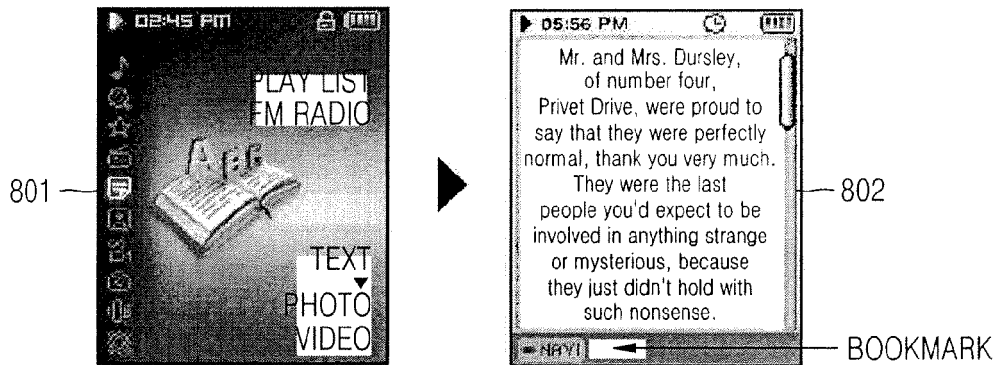 02:45 PM
PLAY LIST
FM RADIO
801
TEXT
PHOTO
VIDEO
05:56 PM
Mr. and Mrs. Dursley,
of number four,
Privet Drive, were proud to
say that they were perfectly
normal, thank you very much.
They were the last
people you'd expect to be
involved in anything strange
or mysterious, because
they just didn't hold with
such nonsense.
802
NAVI
BOOKMARK